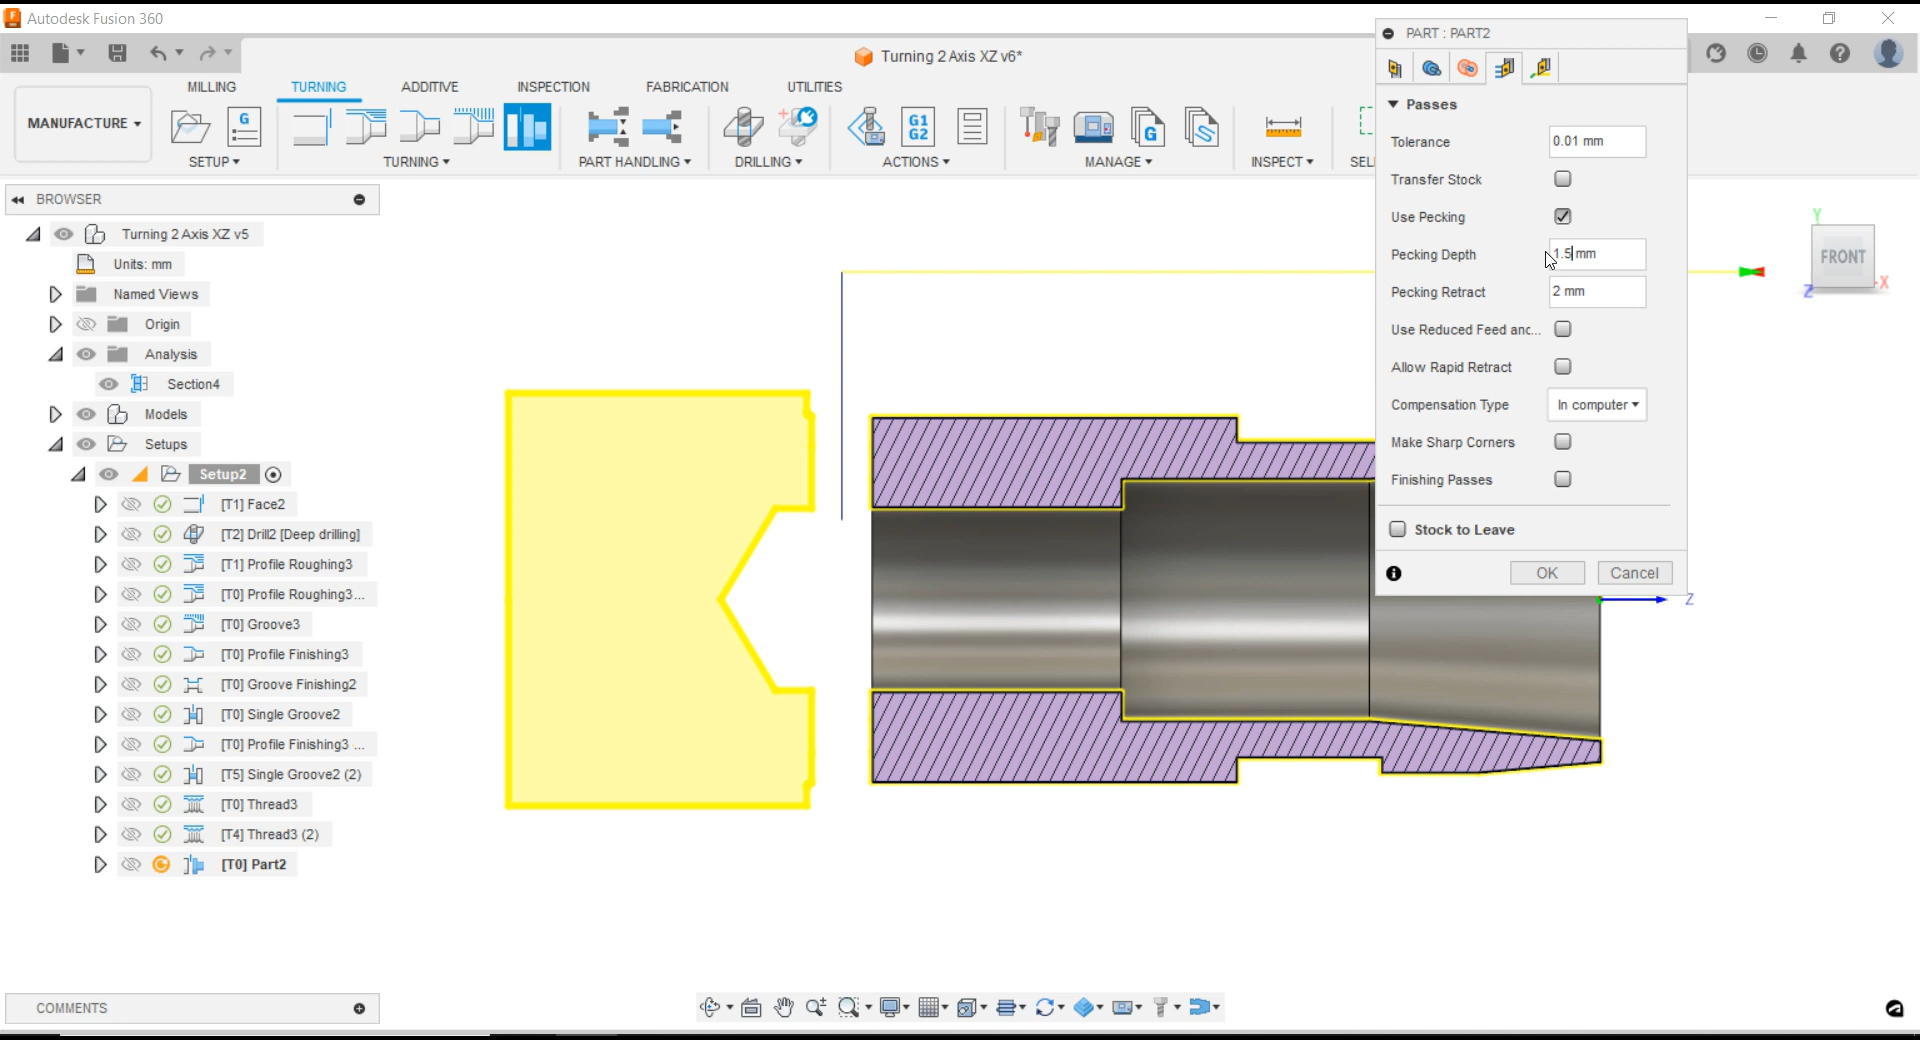 Autodesk Fusion 360
PART : PART2
Turning 2 Axis XZ v6*
MILLING TURNING ADDITIVE INSPECTION FABRICATION UTILITIES
MANUFACTURE
G
G1
G2
G
SETUP TURNING PART HANDLING DRILLING ACTIONS MANAGE INSPECT SEL
Passes
Tolerance 0.01 mm
Transfer Stock
Use Pecking
Pecking Depth 1.5 mm
Pecking Retract 2 mm
Use Reduced Feed anc...
Allow Rapid Retract
Compensation Type In computer
Make Sharp Corners
Finishing Passes
Stock to Leave
OK Cancel
BROWSER
Turning 2 Axis XZ v5
Units: mm
Named Views
Origin
Analysis
Section4
Models
Setups
Setup2
[T1] Face2
[T2] Drill2 [Deep drilling]
[T1] Profile Roughing3
[T0] Profile Roughing3...
[T0] Groove3
[T0] Profile Finishing3
[T0] Groove Finishing2
[T0] Single Groove2
[T0] Profile Finishing3 ...
[T5] Single Groove2 (2)
[T0] Thread3
[T4] Thread3 (2)
[T0] Part2
Y
FRONT
X
Z
Z
COMMENTS